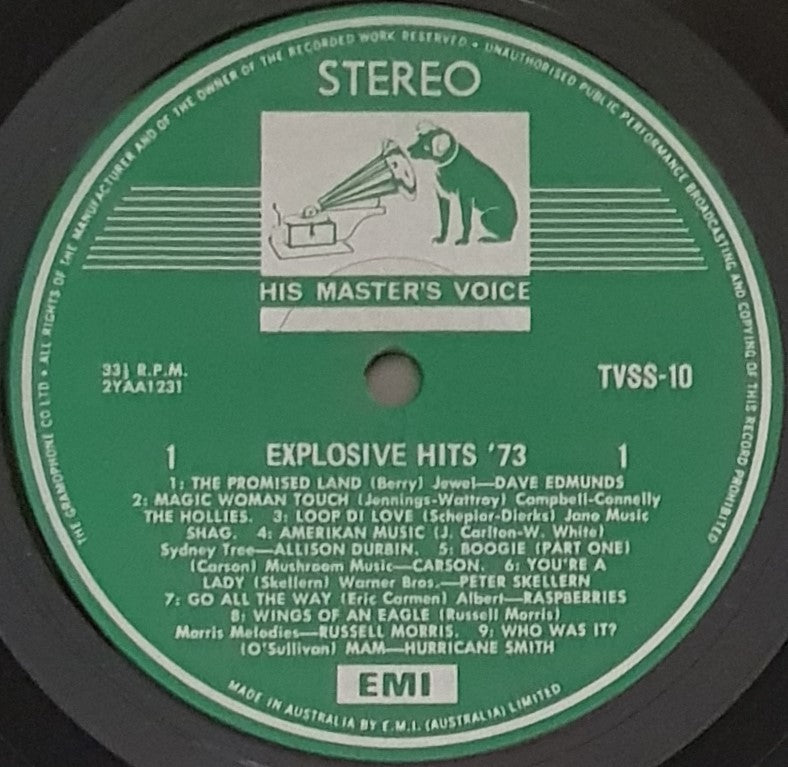 THE GRAMOPHONE CO LTD • ALL RIGHTS OF THE MANUFACTURER AND OF THE OWNER OF THE RECORDED WORK RESERVED • UNAUTHORISED PUBLIC PERFORMANCE BROADCASTING AND COPYING OF THIS RECORD PROHIBITED
STEREO
HIS MASTER'S VOICE
33⅓ R.P.M.
2YAA1231
TVSS-10
1 EXPLOSIVE HITS '73 1
1: THE PROMISED LAND (Berry) Jewel—DAVE EDMUNDS
2: MAGIC WOMAN TOUCH (Jennings-Wattroy) Campbell-Connelly
THE HOLLIES. 3: LOOP DI LOVE (Scheplor-Dierks) Jano Music
SHAG. 4: AMERIKAN MUSIC (J. Carlton-W. White)
Sydney Tree—ALLISON DURBIN. 5: BOOGIE (PART ONE)
(Carson) Mushroom Music—CARSON. 6: YOU'RE A
LADY (Skellern) Warner Bros.—PETER SKELLERN
7: GO ALL THE WAY (Eric Carmen) Albert—RASPBERRIES
8: WINGS OF AN EAGLE (Russell Morris)
Morris Melodies—RUSSELL MORRIS. 9: WHO WAS IT?
(O'Sullivan) MAM—HURRICANE SMITH
EMI
MADE IN AUSTRALIA BY E.M.I. (AUSTRALIA) LIMITED